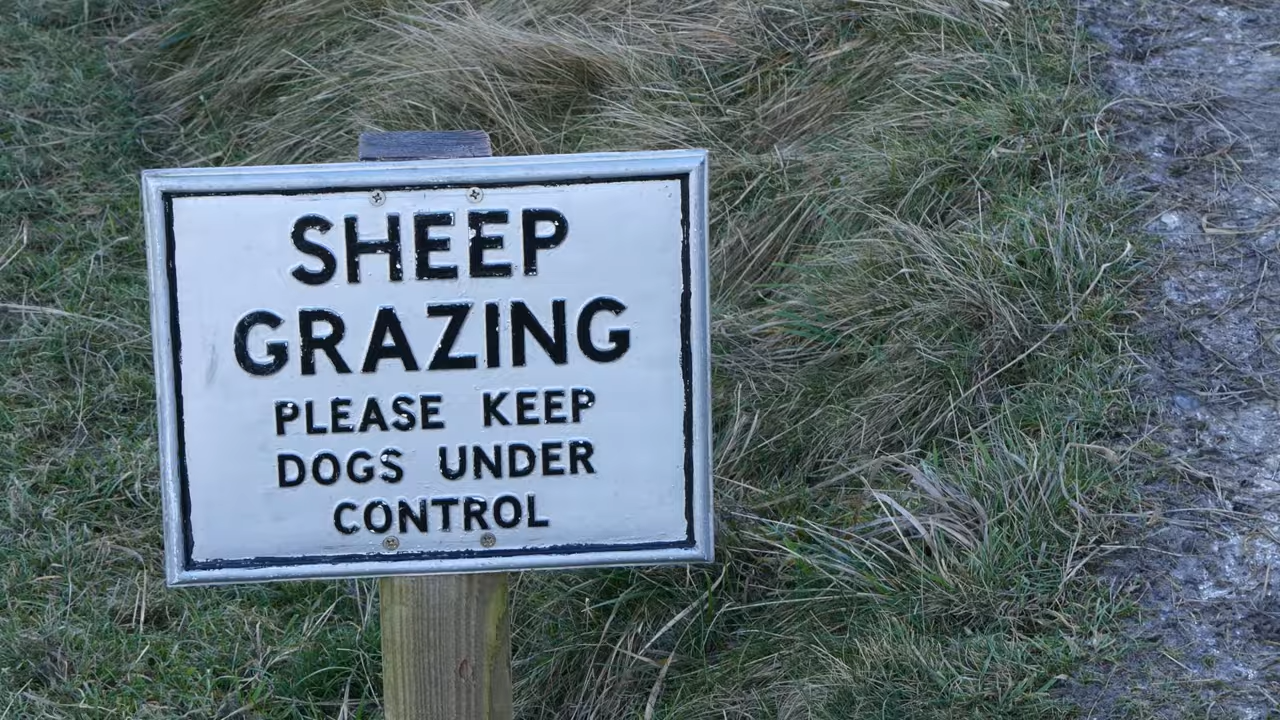 SHEEP
GRAZING
PLEASE KEEP
DOGS UNDER
CONTROL